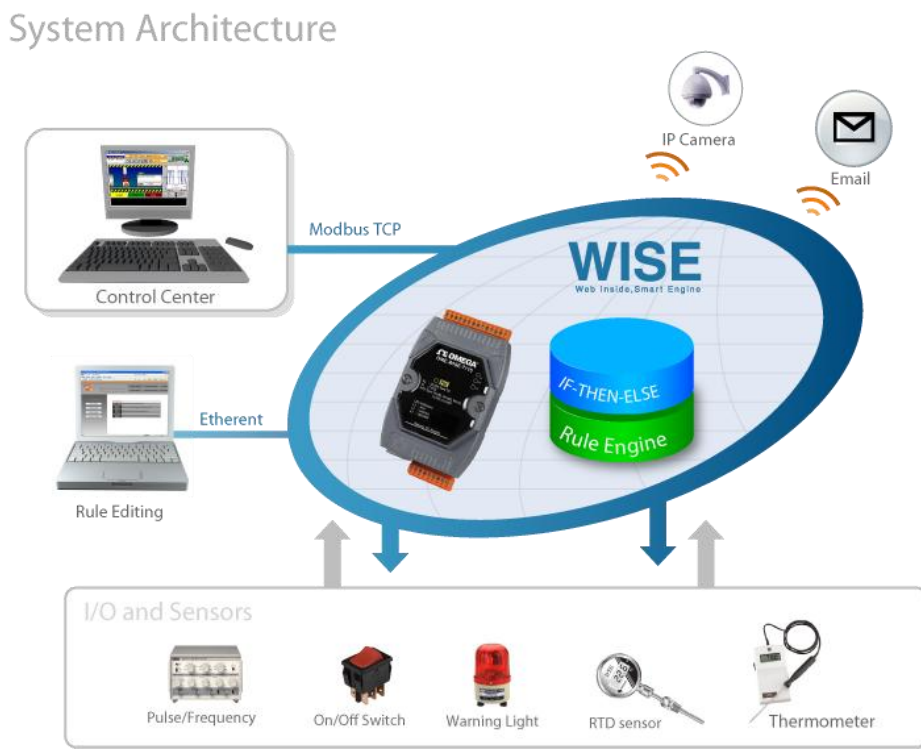 System Architecture
IP Camera
Email
Modbus TCP
Control Center
WISE
Web Inside,Smart Engine
ΩE OMEGA
IF-THEN-ELSE
Rule Engine
Etherent
Rule Editing
I/O and Sensors
Pulse/Frequency
On/Off Switch
Warning Light
RTD sensor
Thermometer